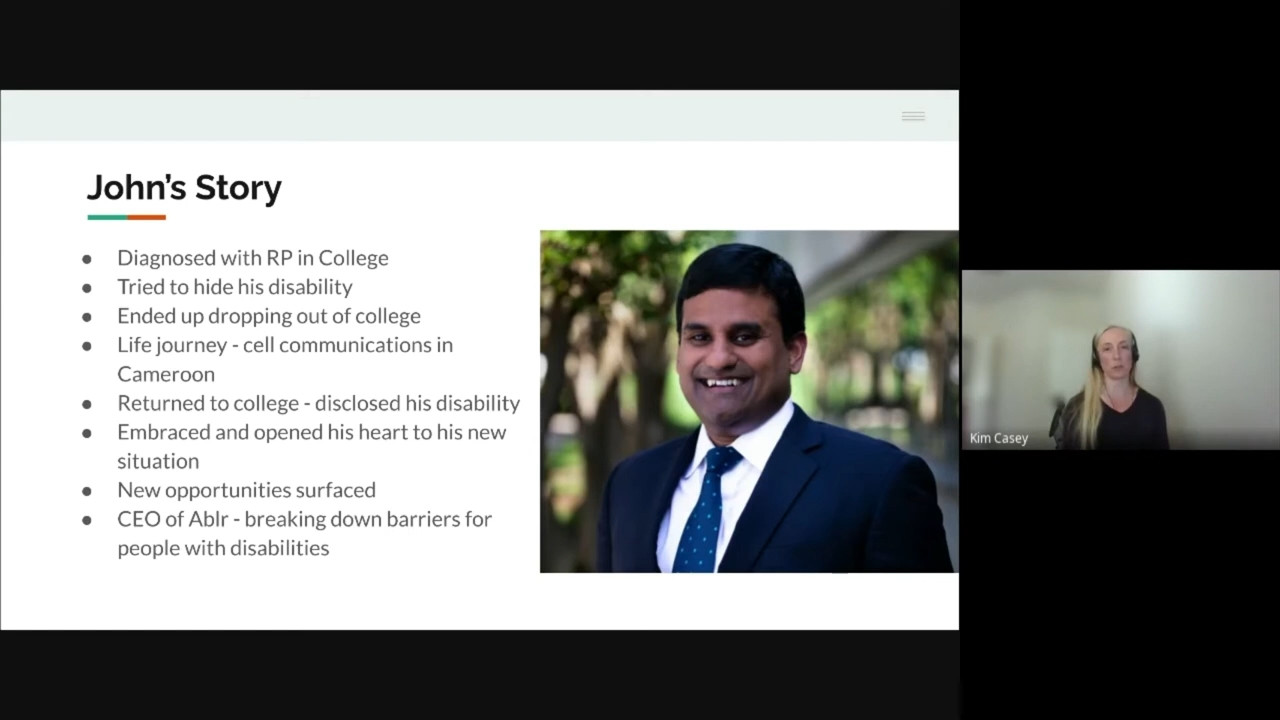 John's Story
● Diagnosed with RP in College
● Tried to hide his disability
● Ended up dropping out of college
● Life journey - cell communications in
Cameroon
● Returned to college - disclosed his disability
● Embraced and opened his heart to his new
situation
● New opportunities surfaced
● CEO of Ablr - breaking down barriers for
people with disabilities
Kim Casey